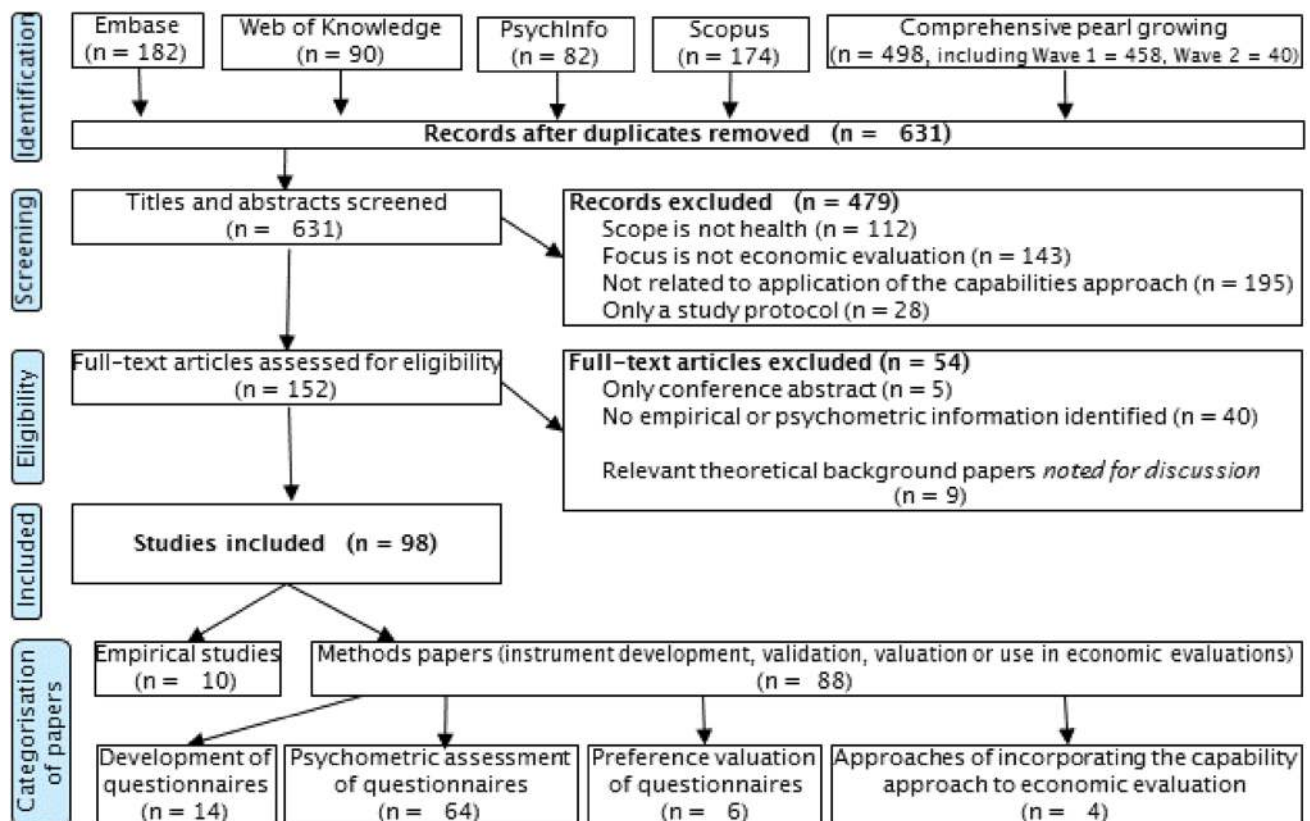 Identification
Embase
(n = 182)
Web of Knowledge
(n = 90)
PsychInfo
(n = 82)
Scopus
(n = 174)
Comprehensive pearl growing
(n = 498, including Wave 1 = 458, Wave 2 = 40)
Records after duplicates removed (n = 631)
Screening
Titles and abstracts screened
(n = 631)
Records excluded (n = 479)
Scope is not health (n = 112)
Focus is not economic evaluation (n = 143)
Not related to application of the capabilities approach (n = 195)
Only a study protocol (n = 28)
Eligibility
Full-text articles assessed for eligibility
(n = 152)
Full-text articles excluded (n = 54)
Only conference abstract (n = 5)
No empirical or psychometric information identified (n = 40)
Relevant theoretical background papers noted for discussion
(n = 9)
Included
Studies included (n = 98)
Categorisation
of papers
Empirical studies
(n = 10)
Methods papers (instrument development, validation, valuation or use in economic evaluations)
(n = 88)
Development of
questionnaires
(n = 14)
Psychometric assessment
of questionnaires
(n = 64)
Preference valuation
of questionnaires
(n = 6)
Approaches of incorporating the capability
approach to economic evaluation
(n = 4)